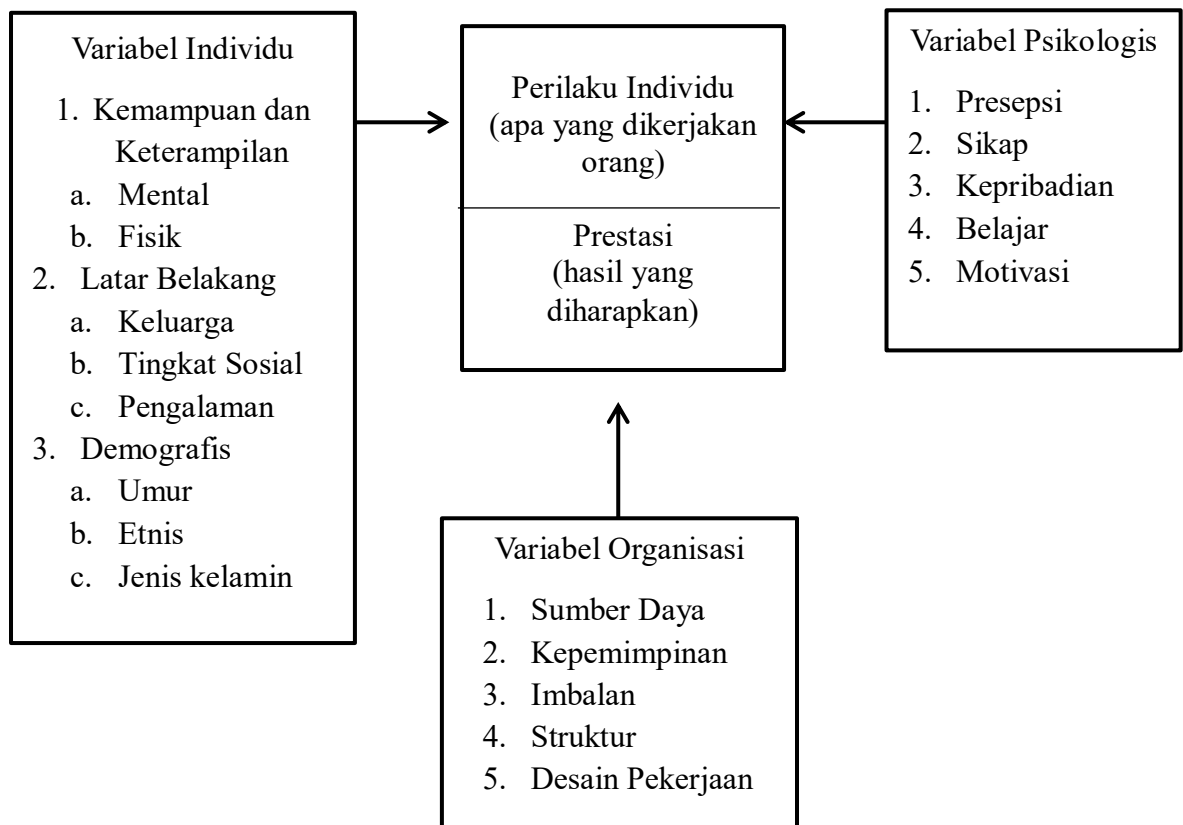 Variabel Individu
1. Kemampuan dan
Keterampilan
a. Mental
b. Fisik
2. Latar Belakang
a. Keluarga
b. Tingkat Sosial
c. Pengalaman
3. Demografis
a. Umur
b. Etnis
c. Jenis kelamin
Perilaku Individu
(apa yang dikerjakan
orang)
Prestasi
(hasil yang
diharapkan)
Variabel Psikologis
1. Presepsi
2. Sikap
3. Kepribadian
4. Belajar
5. Motivasi
Variabel Organisasi
1. Sumber Daya
2. Kepemimpinan
3. Imbalan
4. Struktur
5. Desain Pekerjaan